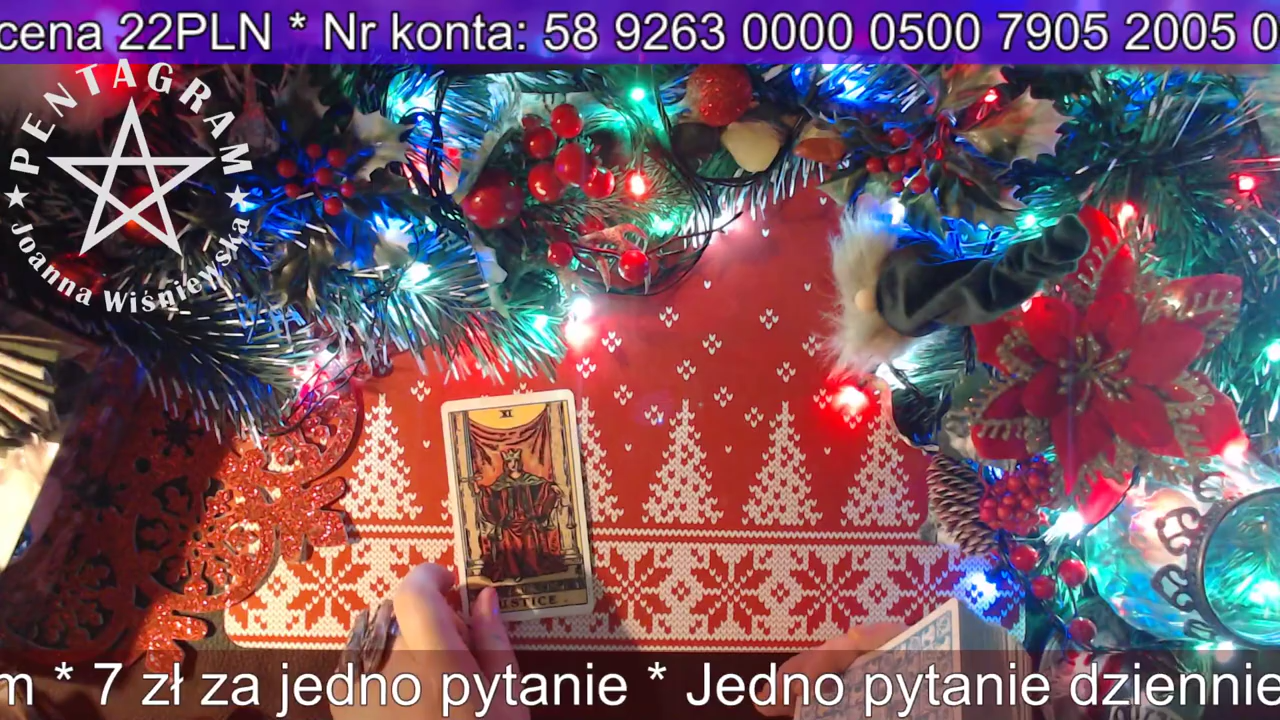 cena 22PLN * Nr konta: 58 9263 0000 0500 7905 2005 0
PENTAGRAM
Joanna Wiśniewska
XI
JUSTICE
m * 7 zł za jedno pytanie * Jedno pytanie dziennie